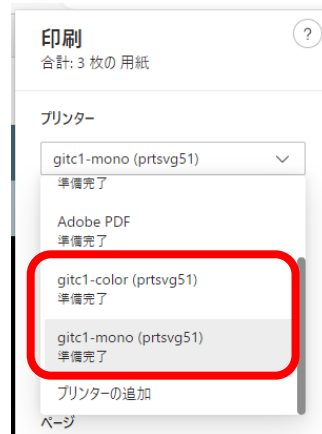 印刷
?
合計: 3 枚の 用紙
プリンター
gitc1-mono (prtsvg51)
準備完了
Adobe PDF
準備完了
gitc1-color (prtsvg51)
準備完了
gitc1-mono (prtsvg51)
準備完了
プリンターの追加
ページ